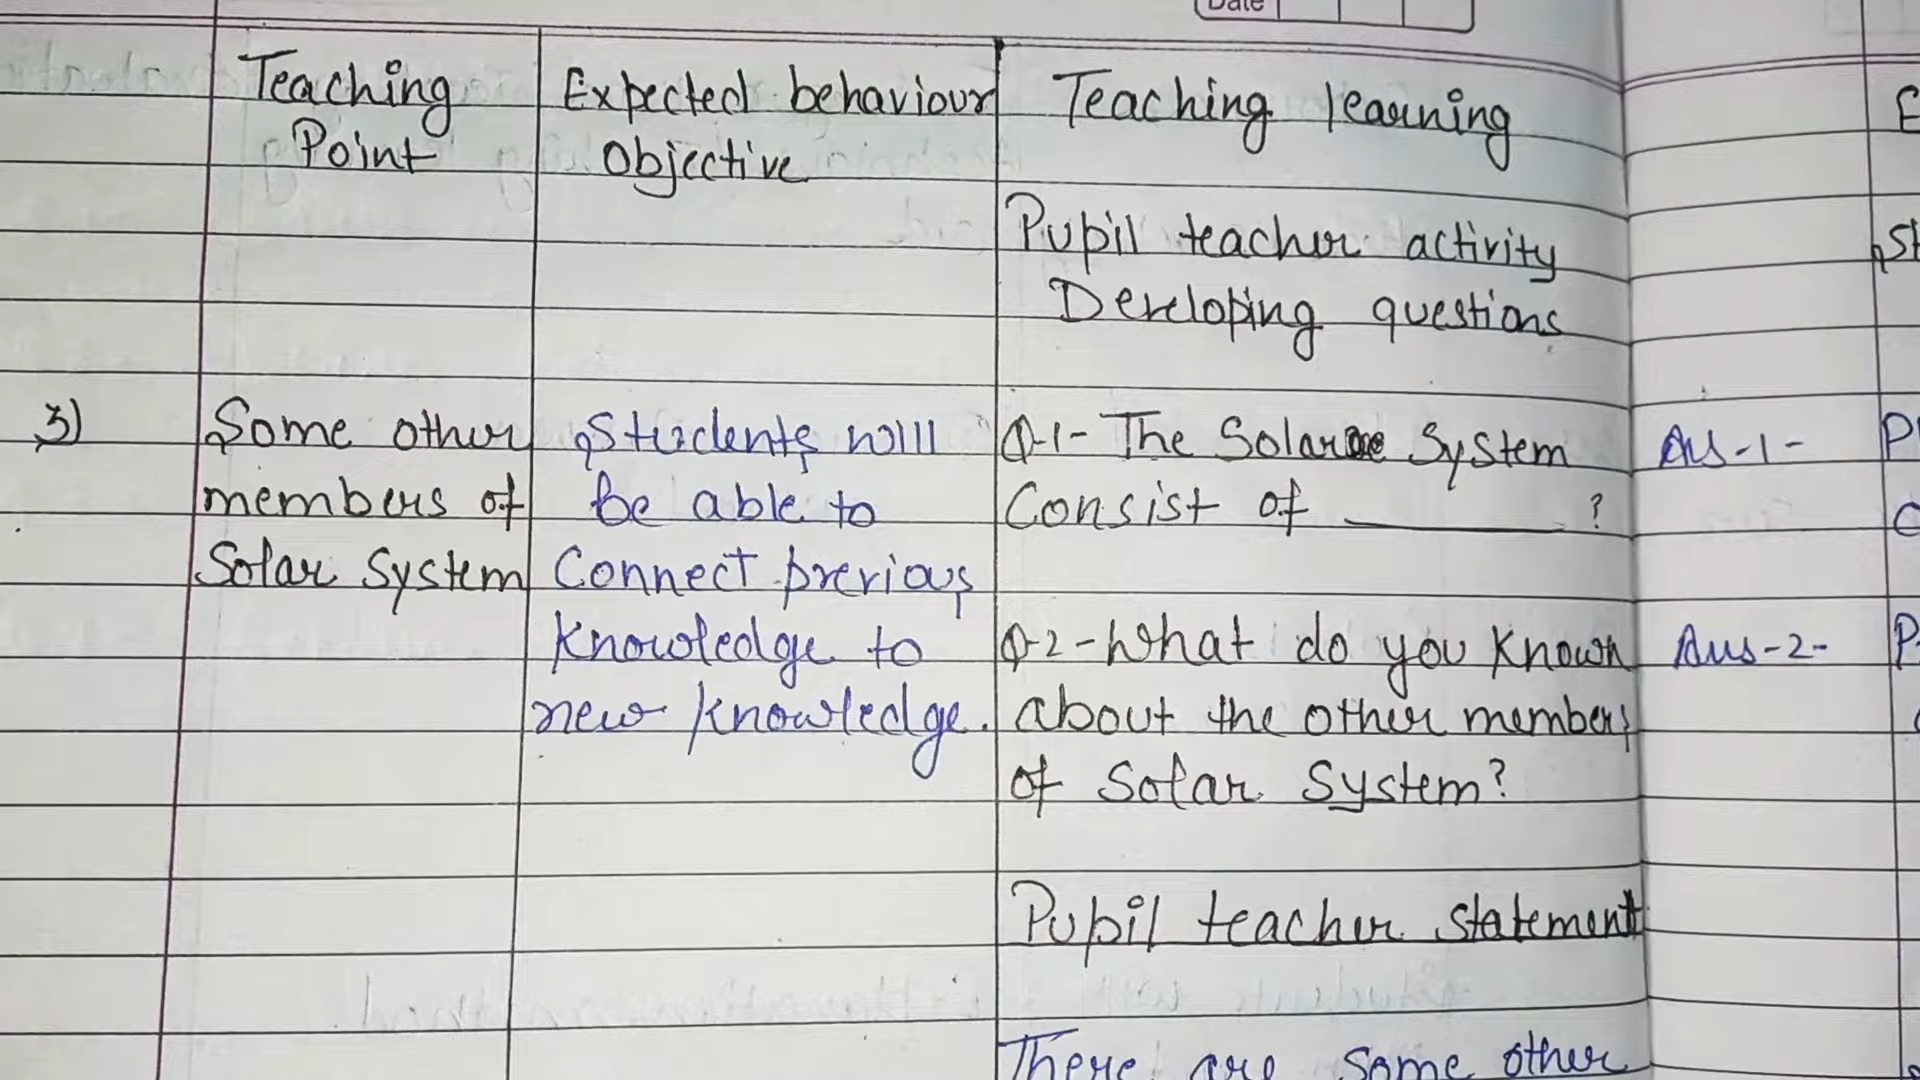 Date
Teaching Point
Expected behaviour Objective
Teaching learning
Pupil teacher activity
Developing questions
3)
Some other
members of
Solar System
Students will
be able to
Connect previous
knowledge to
new knowledge.
Q-1- The Solar System
Consist of ________ ?
Ans-1-
Q-2- What do you known
about the other members
of Solar System?
Ans-2-
Pupil teacher statement
There are some other